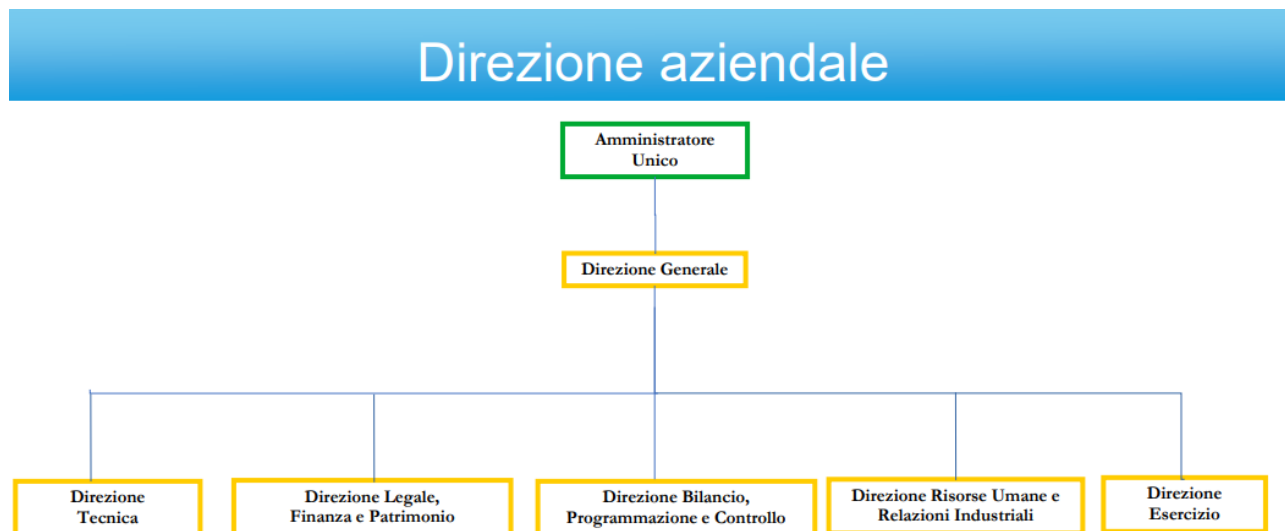 Direzione aziendale
Amministratore
Unico
Direzione Generale
Direzione
Tecnica
Direzione Legale,
Finanza e Patrimonio
Direzione Bilancio,
Programmazione e Controllo
Direzione Risorse Umane e
Relazioni Industriali
Direzione
Esercizio